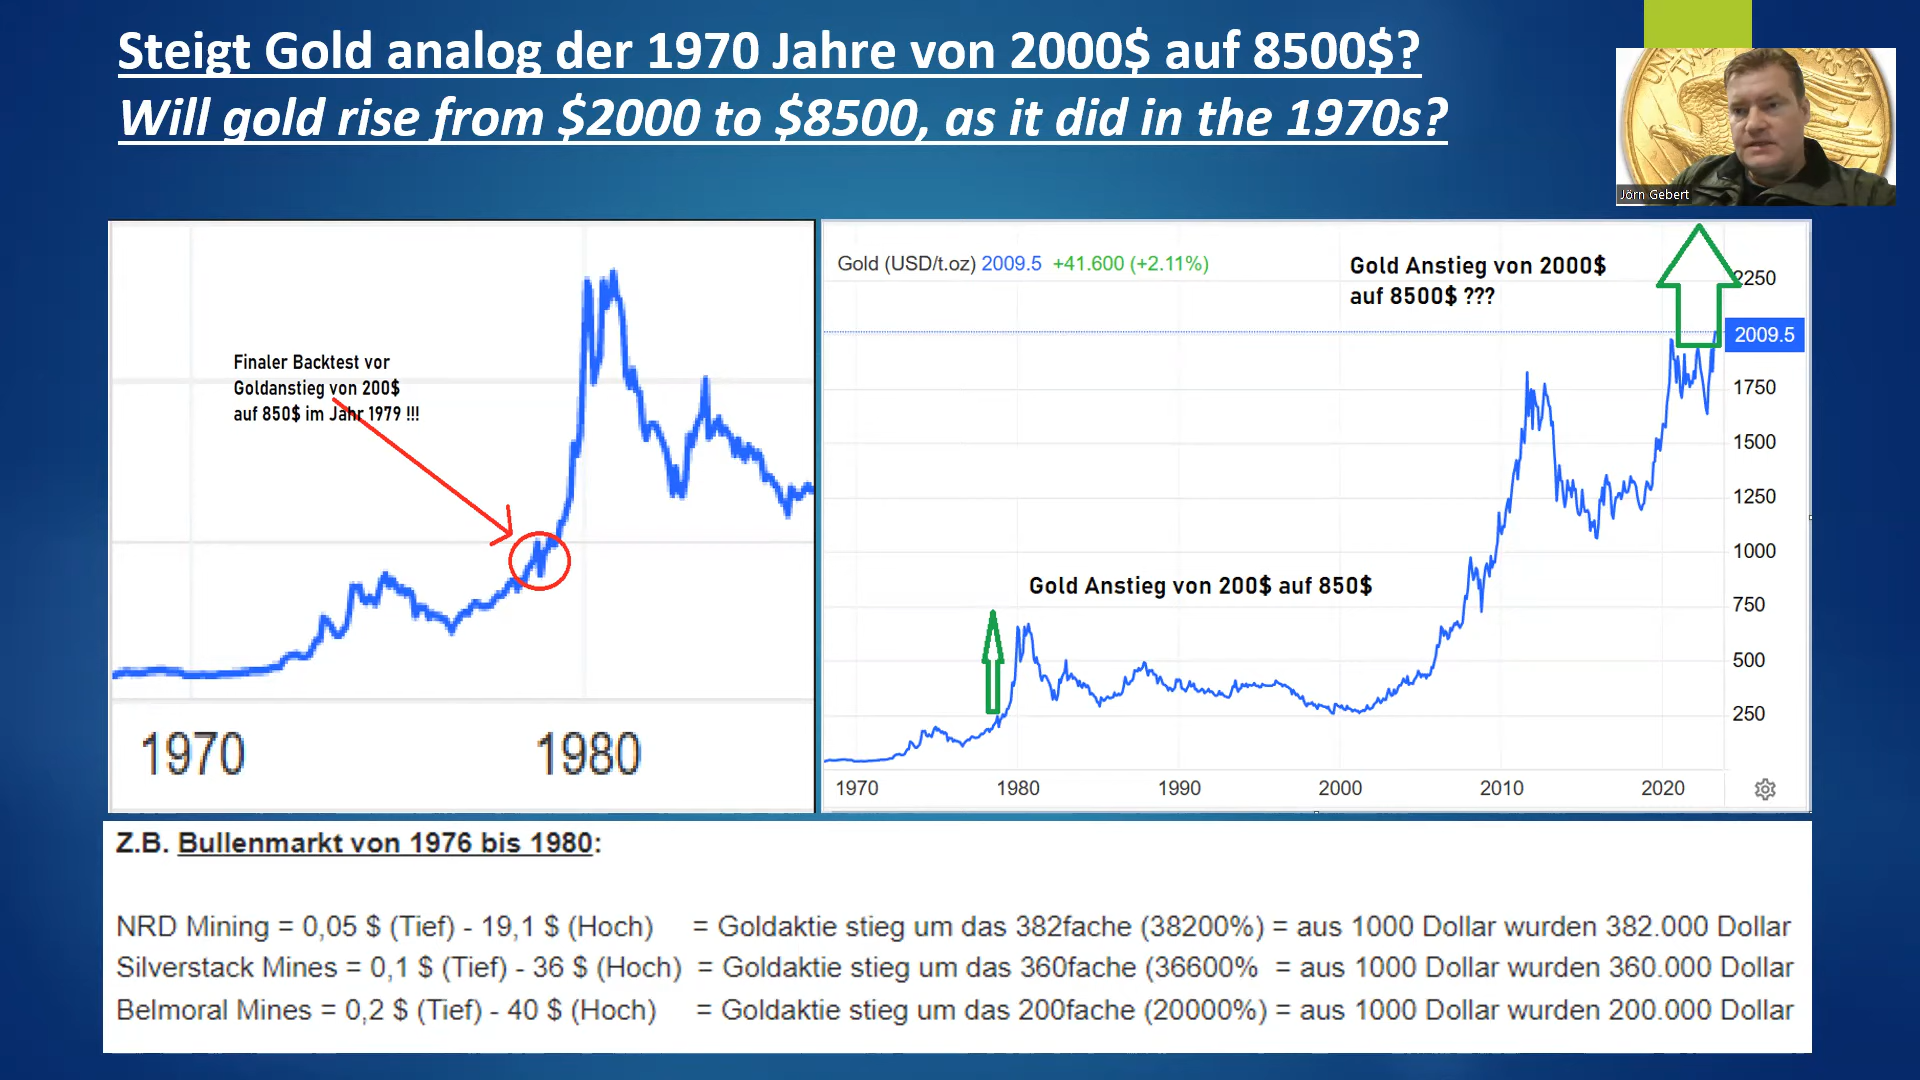 Steigt Gold analog der 1970 Jahre von 2000$ auf 8500$?
Will gold rise from $2000 to $8500, as it did in the 1970s?
Jörn Gebert
Finaler Backtest vor
Goldanstieg von 200$
auf 850$ im Jahr 1979 !!!
1970
1980
Gold (USD/t.oz) 2009.5 +41.600 (+2.11%)
Gold Anstieg von 2000$
auf 8500$ ???
Gold Anstieg von 200$ auf 850$
2250
2009.5
1750
1500
1250
1000
750
500
250
1970 1980 1990 2000 2010 2020
Z.B. Bullenmarkt von 1976 bis 1980:
NRD Mining = 0,05 $ (Tief) - 19,1 $ (Hoch) = Goldaktie stieg um das 382fache (38200%) = aus 1000 Dollar wurden 382.000 Dollar
Silverstack Mines = 0,1 $ (Tief) - 36 $ (Hoch) = Goldaktie stieg um das 360fache (36600% = aus 1000 Dollar wurden 360.000 Dollar
Belmoral Mines = 0,2 $ (Tief) - 40 $ (Hoch) = Goldaktie stieg um das 200fache (20000%) = aus 1000 Dollar wurden 200.000 Dollar